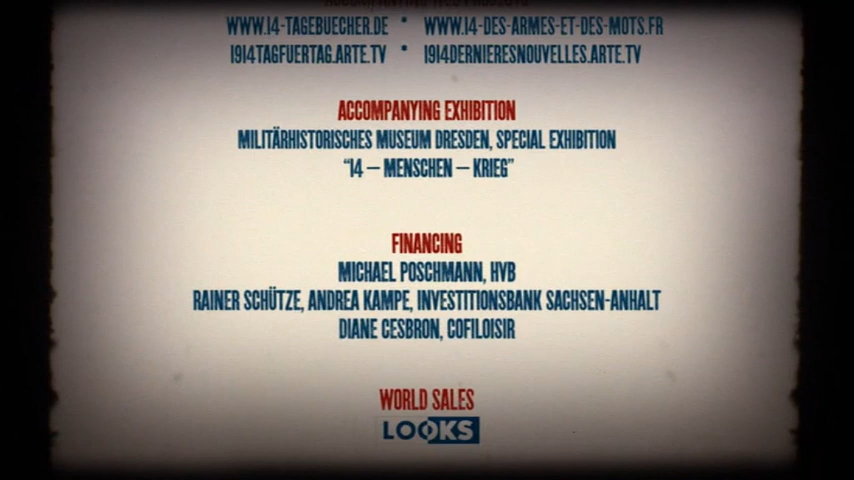 WWW.14-TAGEBUECHER.DE * WWW.14-DES-ARMES-ET-DES-MOTS.FR
1914TAGFUERTAG.ARTE.TV * 1914DERNIERESNOUVELLES.ARTE.TV
ACCOMPANYING EXHIBITION
MILITÄRHISTORISCHES MUSEUM DRESDEN, SPECIAL EXHIBITION
"14 – MENSCHEN – KRIEG"
FINANCING
MICHAEL POSCHMANN, HVB
RAINER SCHÜTZE, ANDREA KAMPE, INVESTITIONSBANK SACHSEN-ANHALT
DIANE CESBRON, COFILOISIR
WORLD SALES
LOOKS